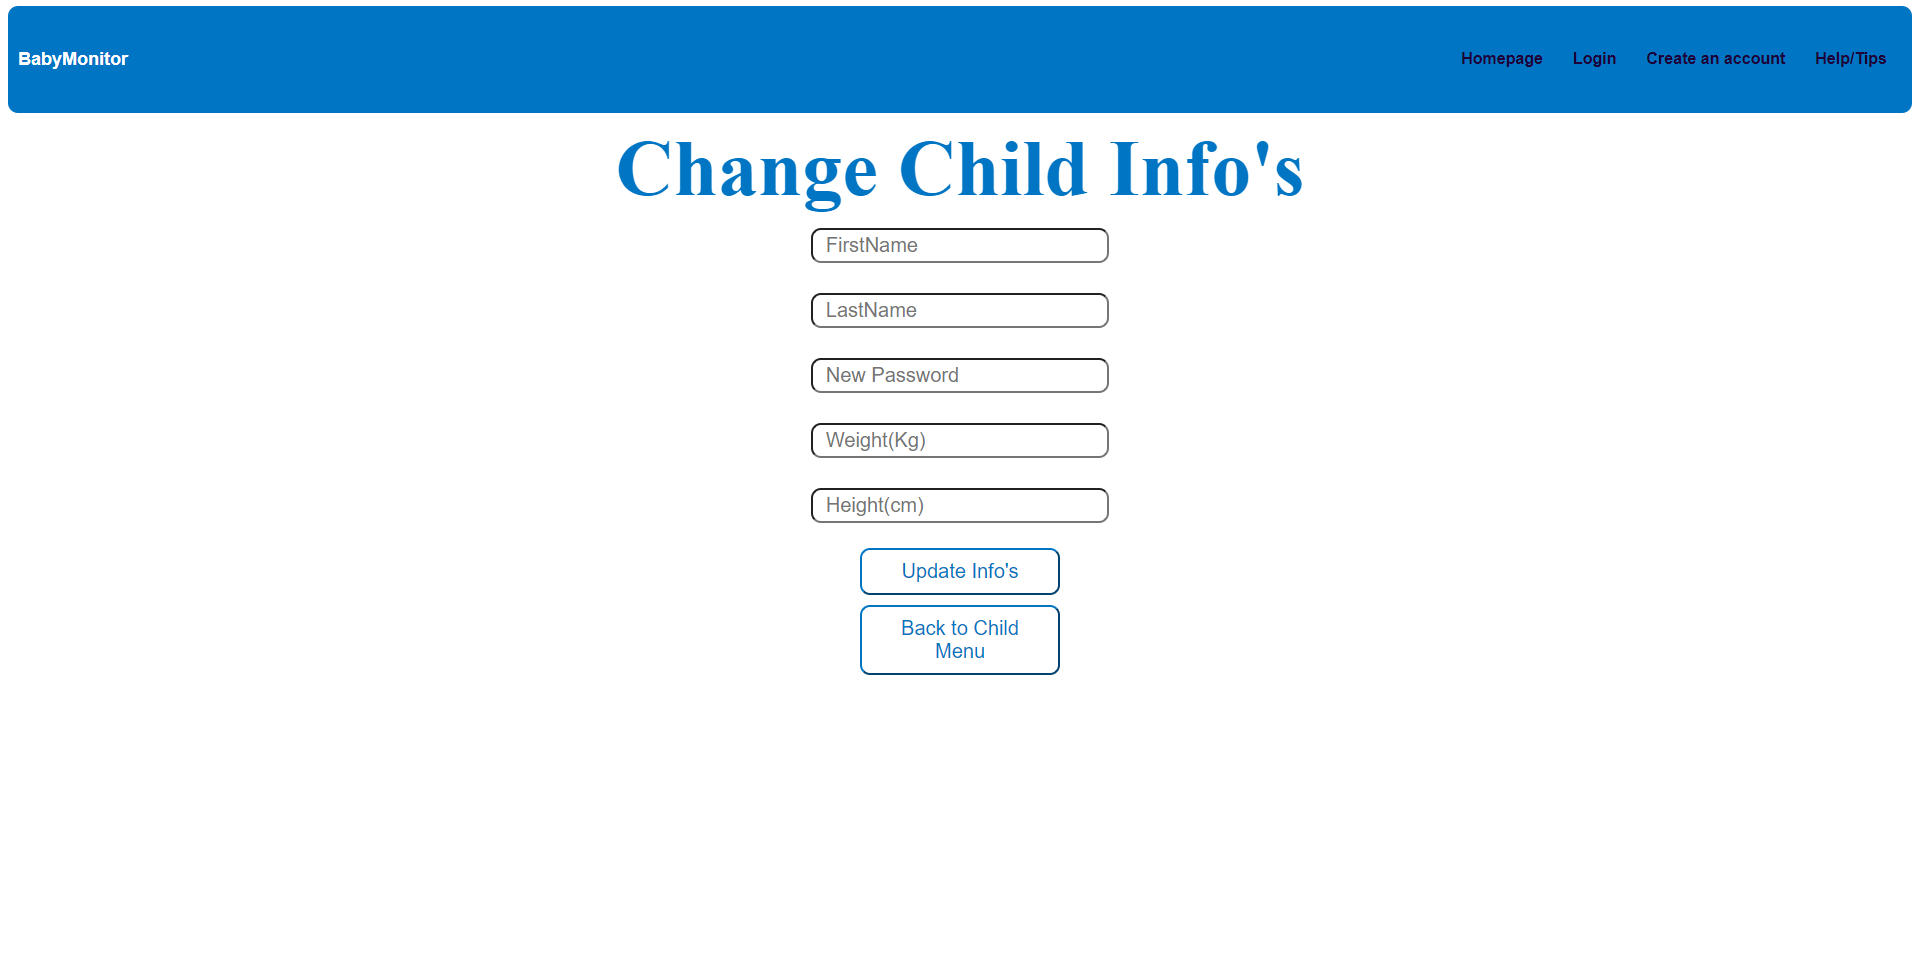 BabyMonitor
Homepage Login Create an account Help/Tips
Change Child Info's
FirstName
LastName
New Password
Weight(Kg)
Height(cm)
Update Info's
Back to Child
Menu